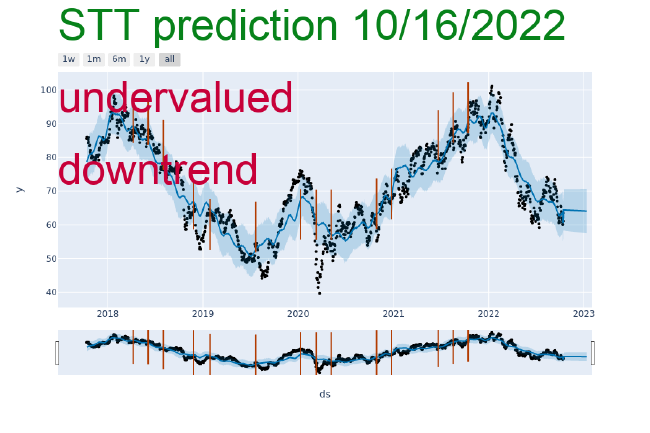 STT prediction 10/16/2022
1w 1m 6m 1y all
undervalued
downtrend
y
100
90
80
70
60
50
40
2018 2019 2020 2021 2022 2023
ds